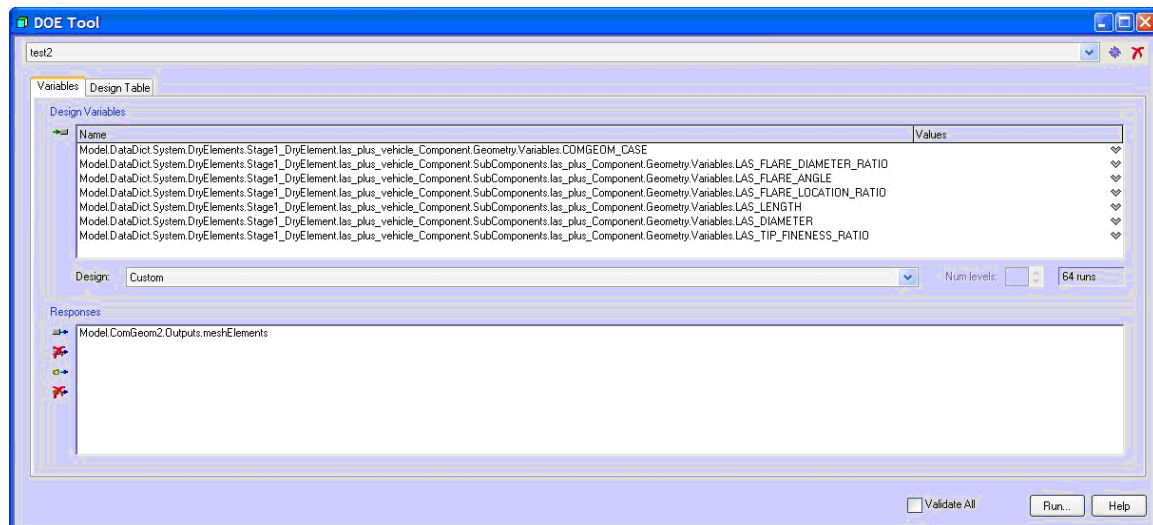 DOE Tool
test2
Variables Design Table
Design Variables
Name Values
Model.DataDict.System.DryElements.Stage1_DryElement.las_plus_vehicle_Component.Geometry.Variables.COMGEOM_CASE
Model.DataDict.System.DryElements.Stage1_DryElement.las_plus_vehicle_Component.SubComponents.las_plus_Component.Geometry.Variables.LAS_FLARE_DIAMETER_RATIO
Model.DataDict.System.DryElements.Stage1_DryElement.las_plus_vehicle_Component.SubComponents.las_plus_Component.Geometry.Variables.LAS_FLARE_ANGLE
Model.DataDict.System.DryElements.Stage1_DryElement.las_plus_vehicle_Component.SubComponents.las_plus_Component.Geometry.Variables.LAS_FLARE_LOCATION_RATIO
Model.DataDict.System.DryElements.Stage1_DryElement.las_plus_vehicle_Component.SubComponents.las_plus_Component.Geometry.Variables.LAS_LENGTH
Model.DataDict.System.DryElements.Stage1_DryElement.las_plus_vehicle_Component.SubComponents.las_plus_Component.Geometry.Variables.LAS_DIAMETER
Model.DataDict.System.DryElements.Stage1_DryElement.las_plus_vehicle_Component.SubComponents.las_plus_Component.Geometry.Variables.LAS_TIP_FINENESS_RATIO
Design: Custom Num levels: 64 runs
Responses
Model.ComGeom2.Outputs.meshElements
Validate All Run... Help